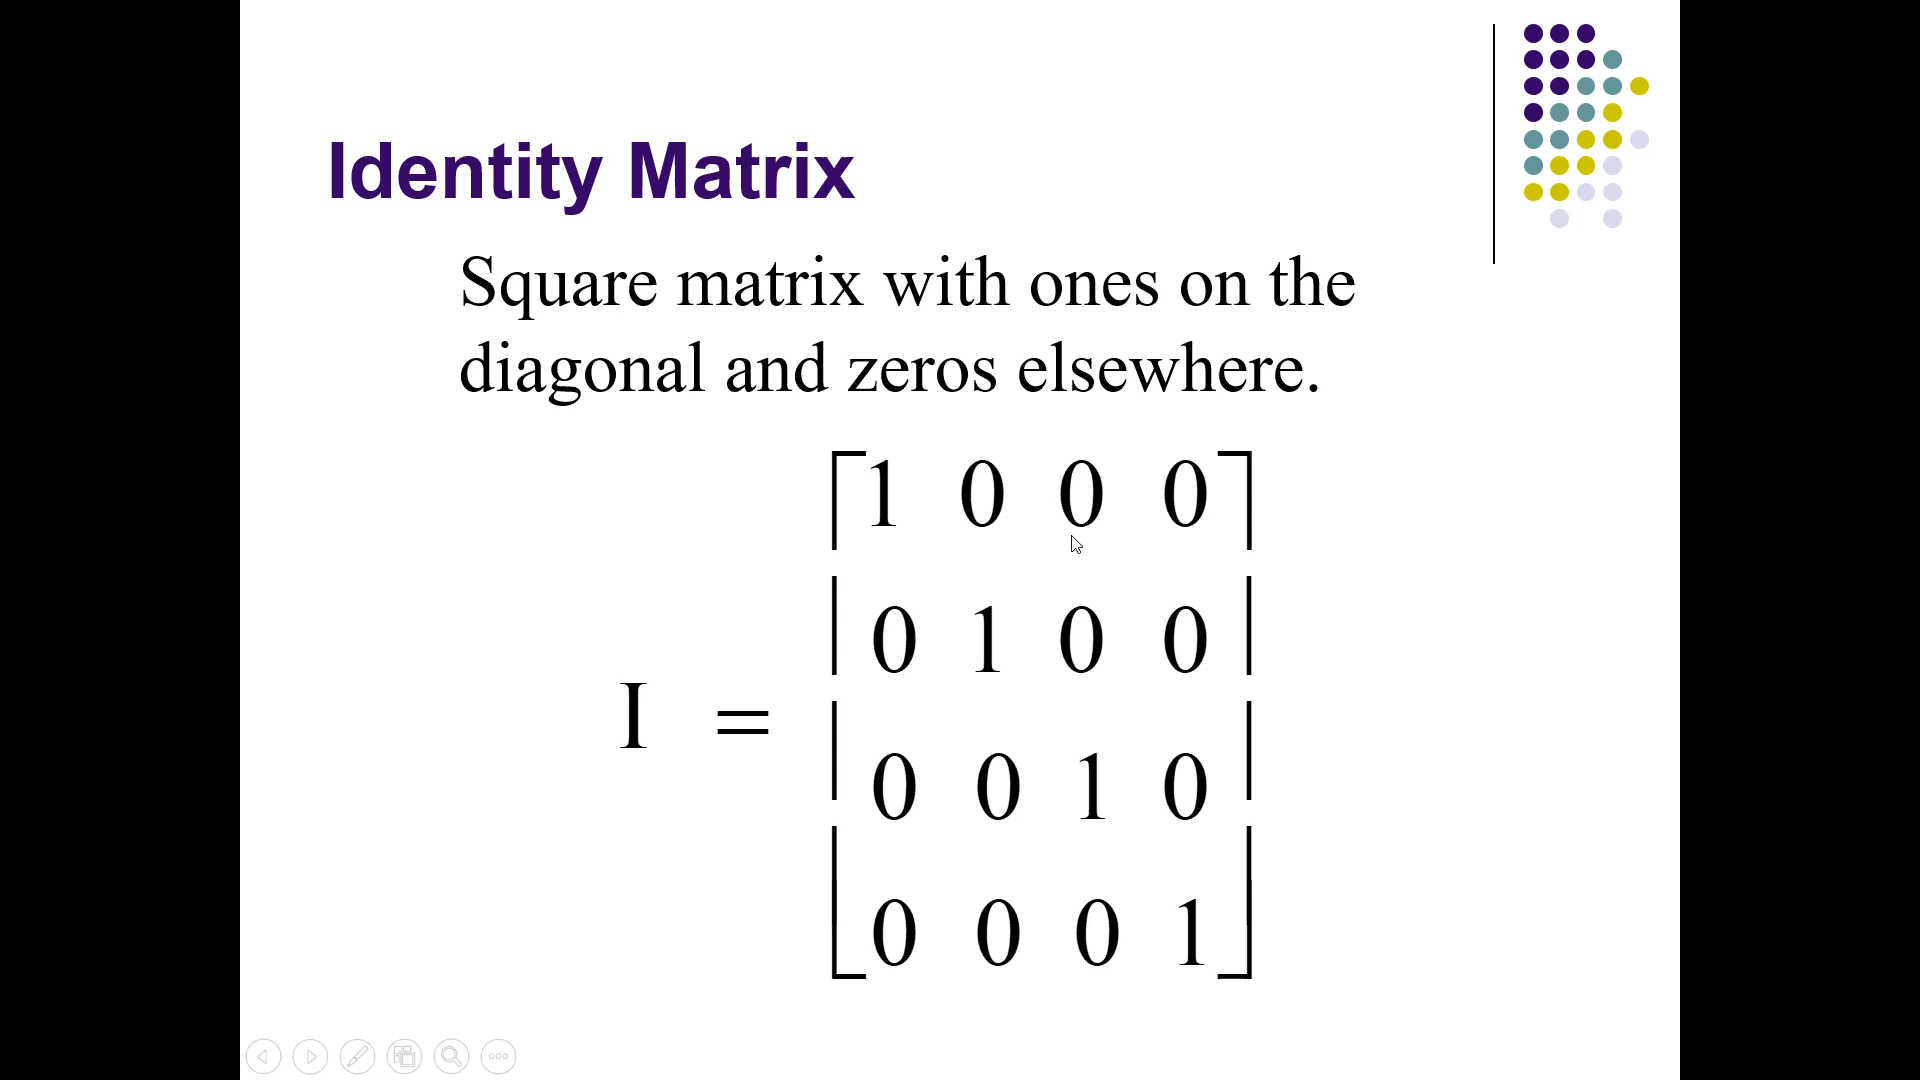 Identity Matrix
Square matrix with ones on the
diagonal and zeros elsewhere.
1 0 0 0
0 1 0 0
I =
0 0 1 0
0 0 0 1